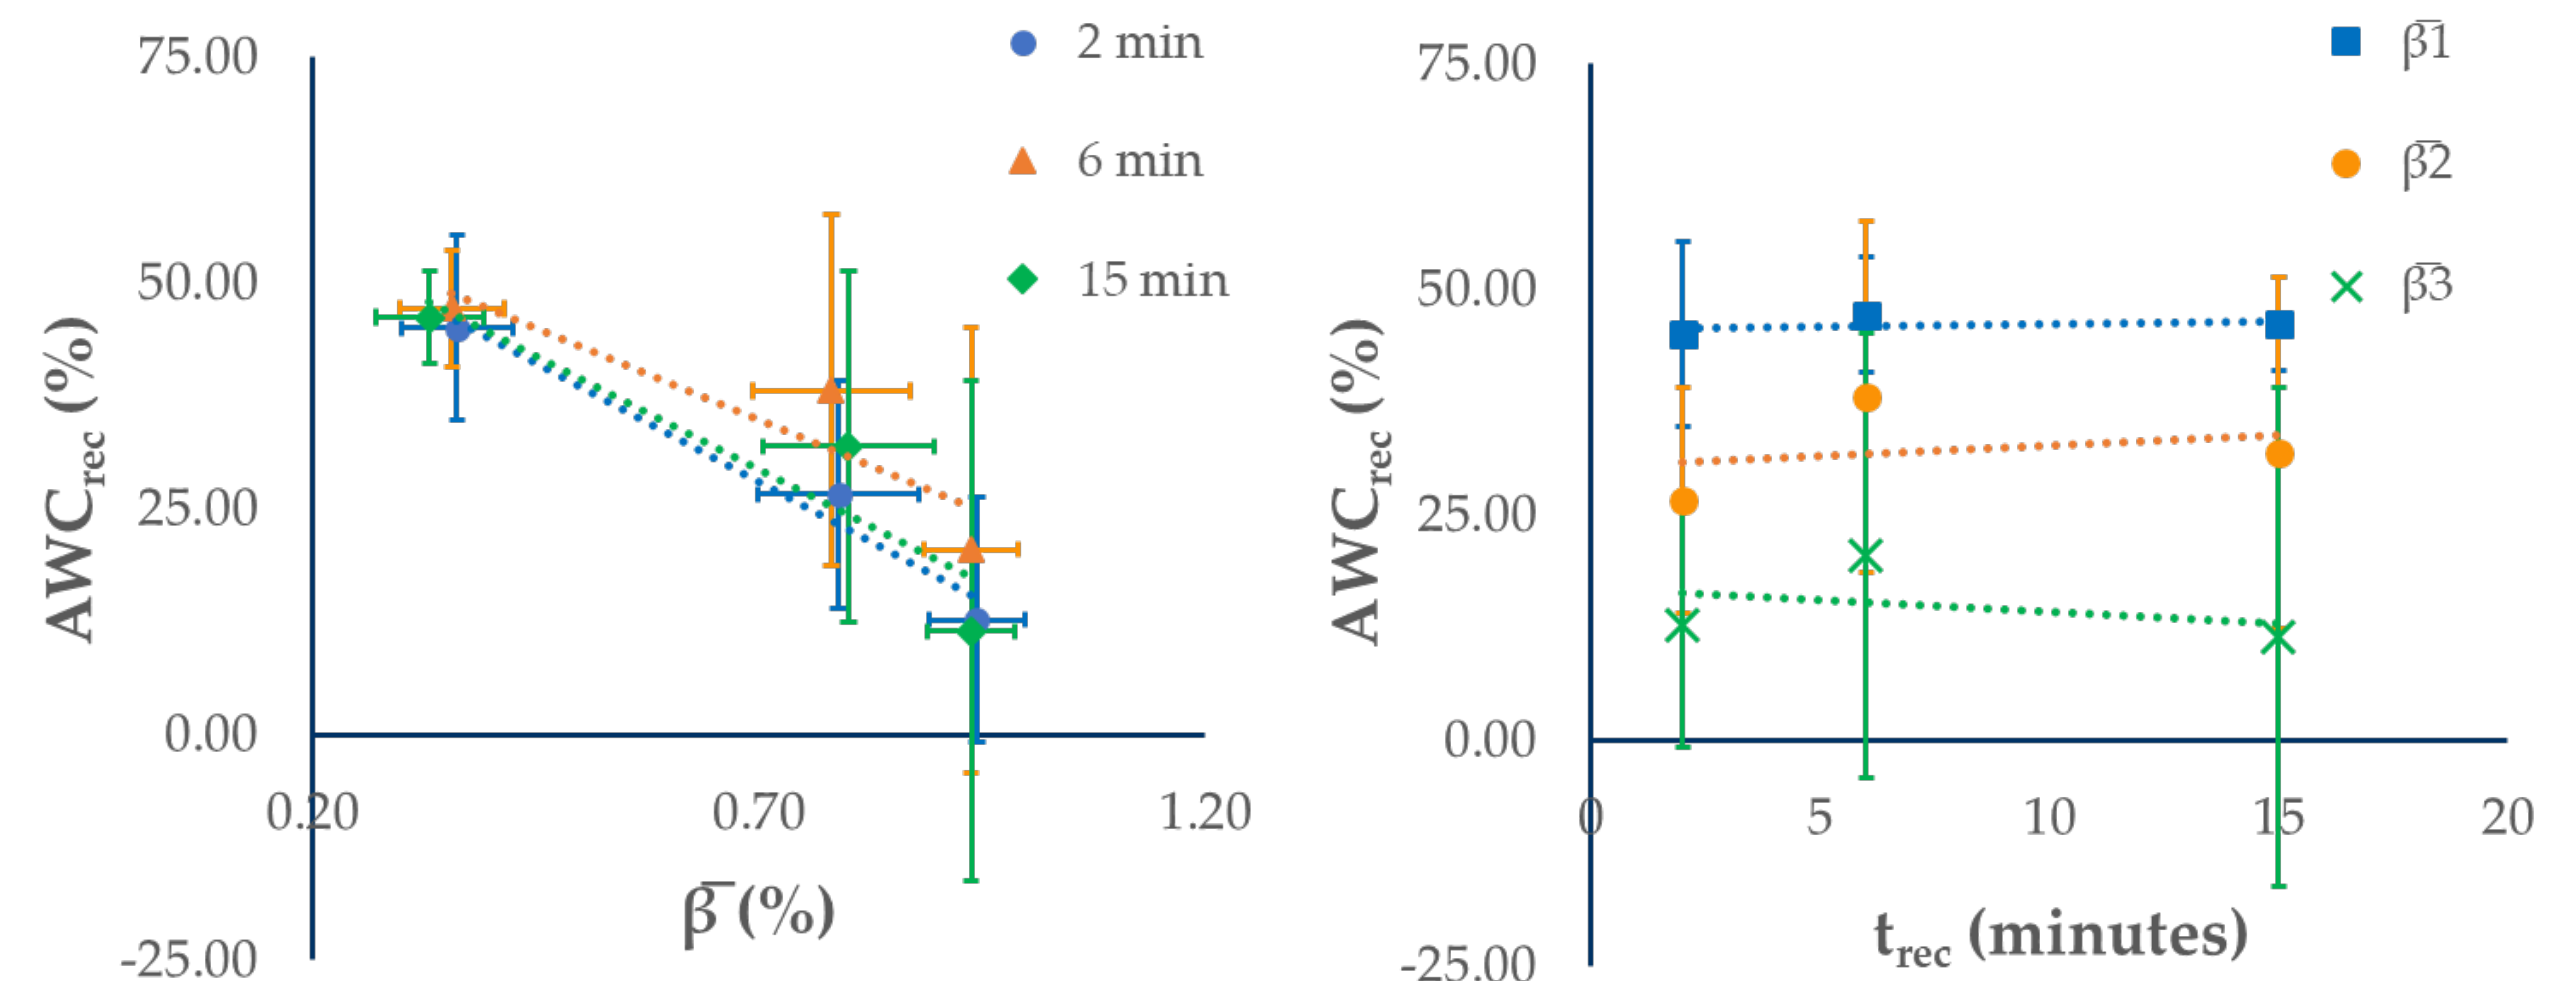 75.00
50.00
25.00
0.00
-25.00
AWCrec (%)
0.20
0.70
1.20
β̅ (%)
2 min
6 min
15 min
75.00
50.00
25.00
0.00
-25.00
AWCrec (%)
0
5
10
15
20
trec (minutes)
β̅1
β̅2
β̅3